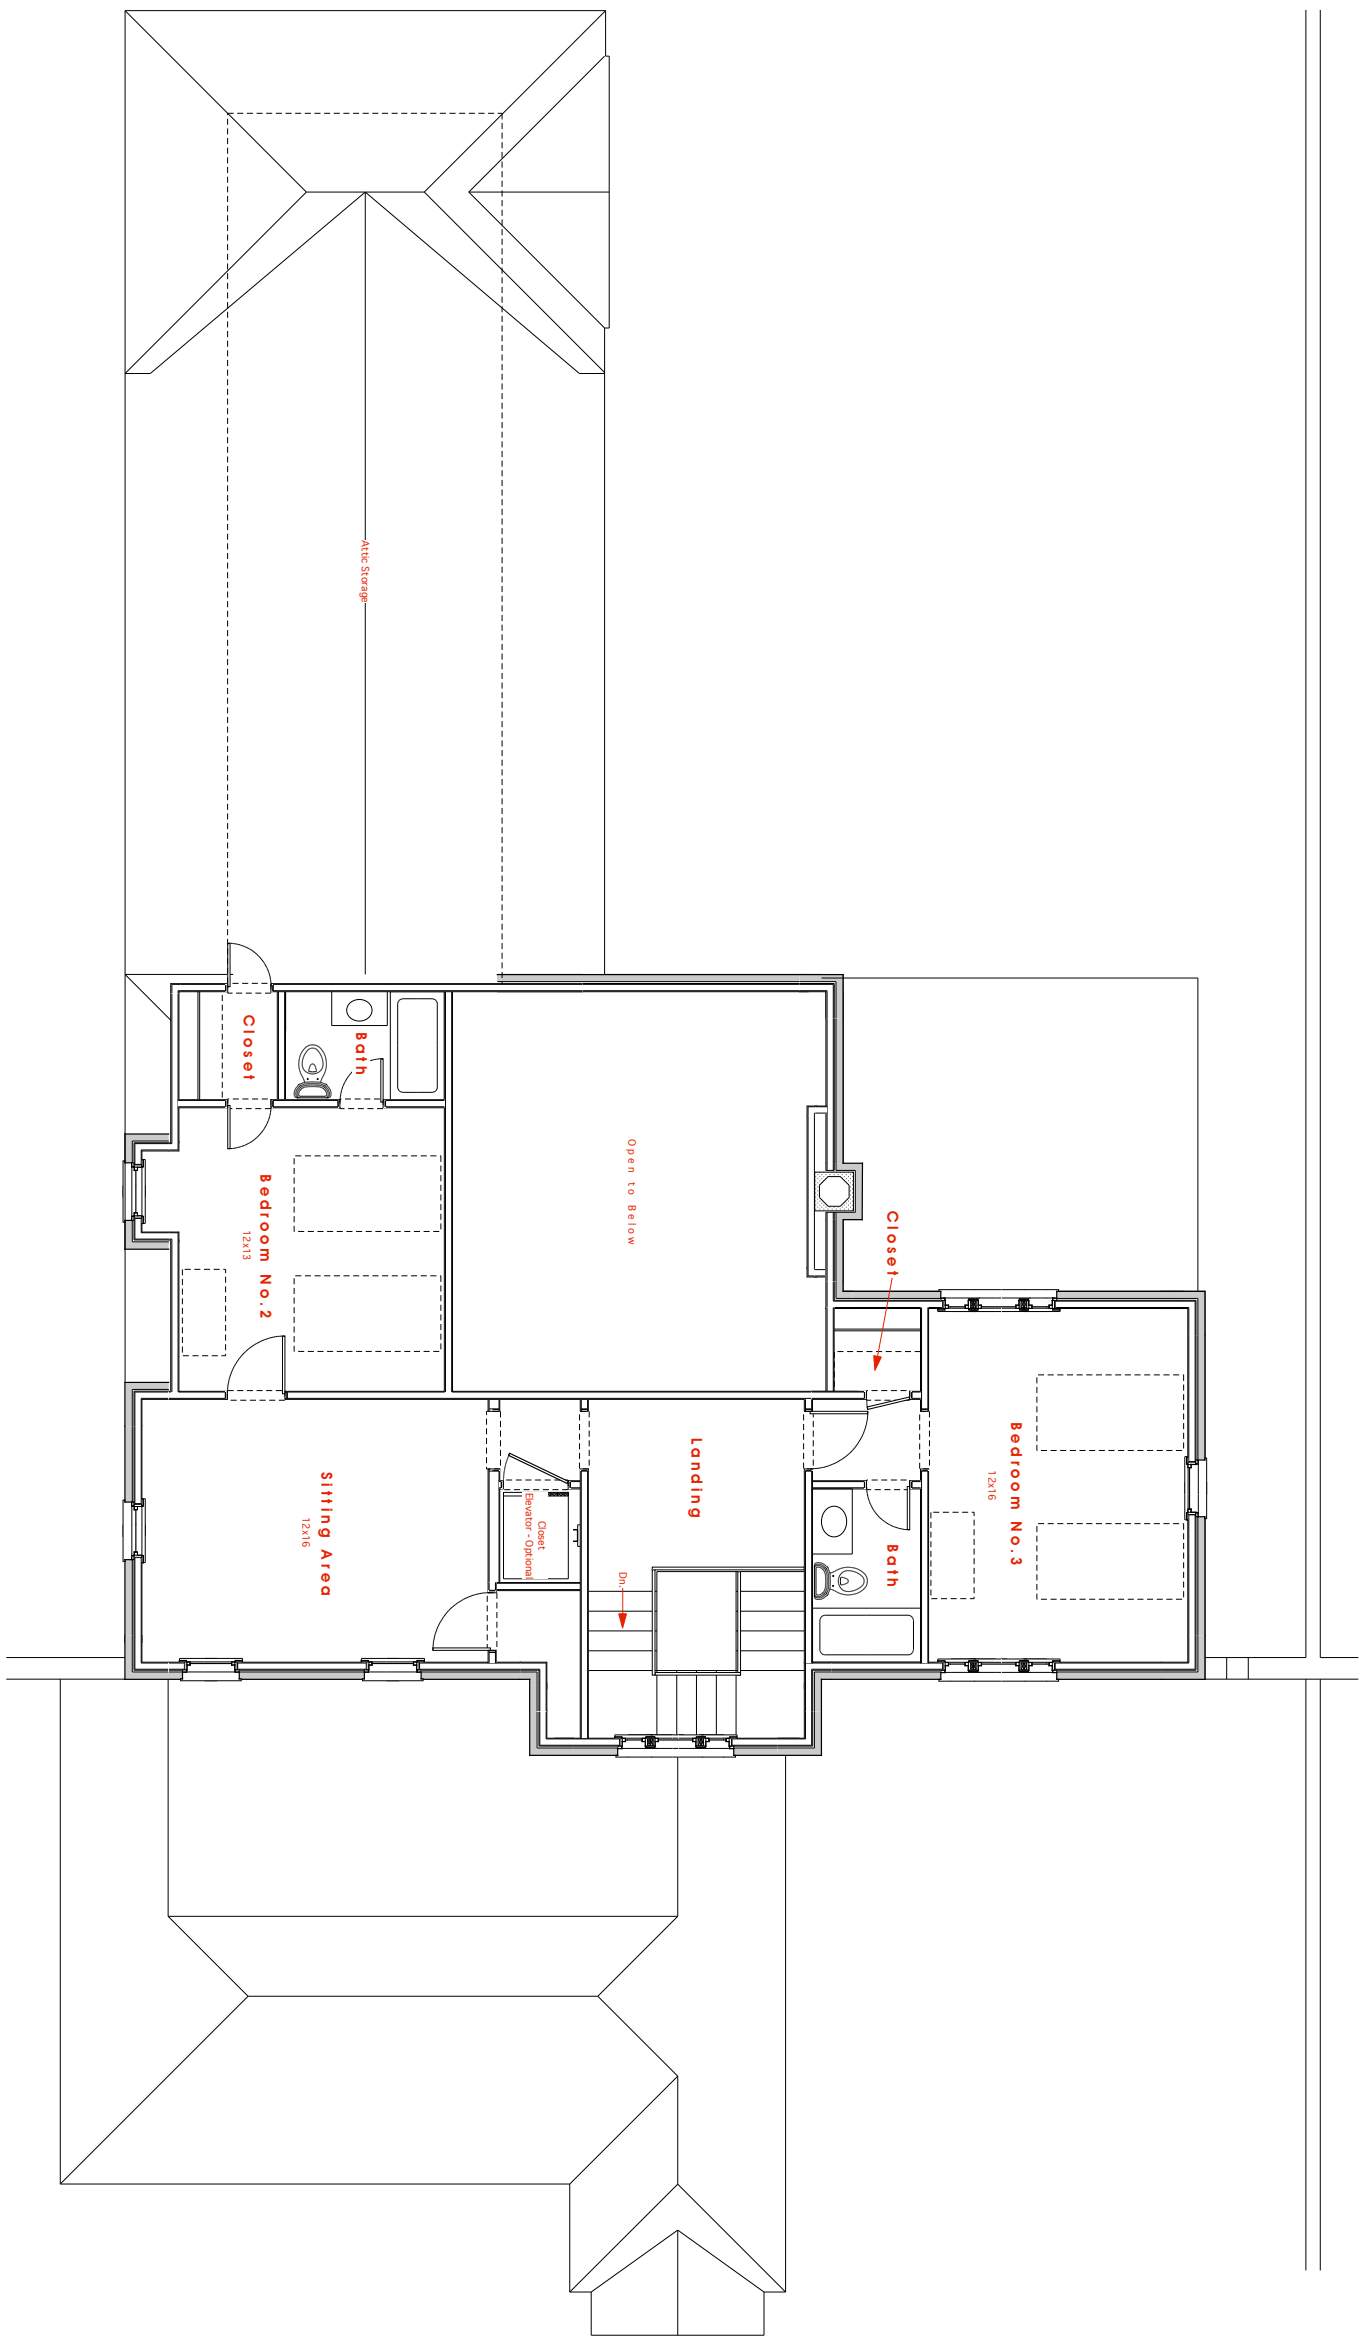 Attic Storage
Closet
Bath
Bedroom No.2
12x13
Open to Below
Closet
Bedroom No.3
12x16
Landing
Sitting Area
12x16
Closet
Elevator - Optional
Bath
Dn.